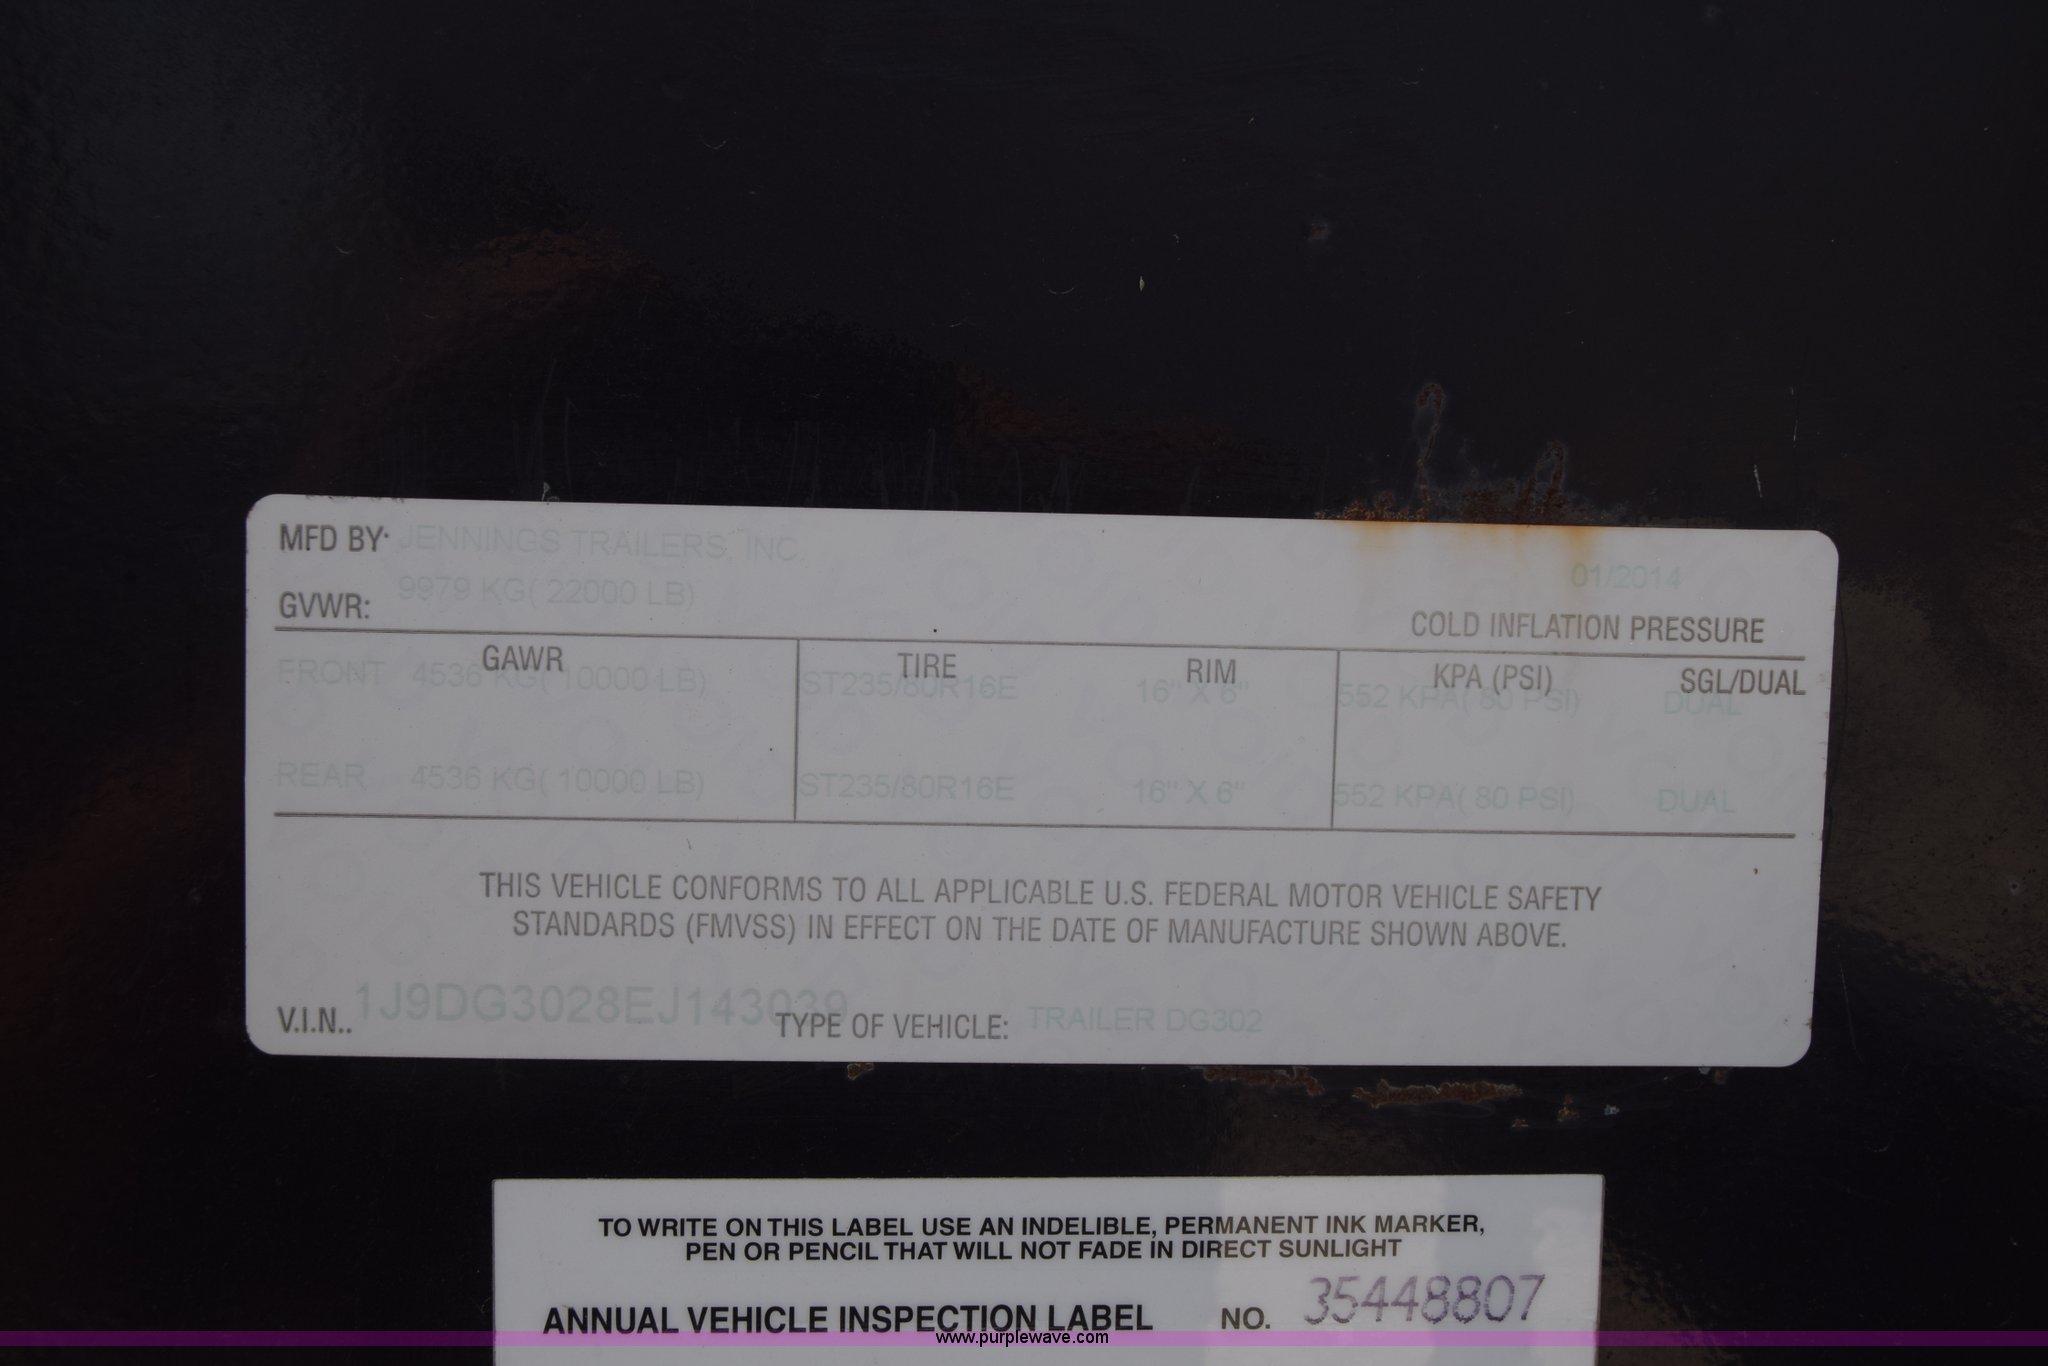 MFD BY: JENNINGS TRAILERS, INC.
01/2014
GVWR: 9979 KG( 22000 LB)
COLD INFLATION PRESSURE
GAWR TIRE RIM KPA (PSI) SGL/DUAL
FRONT 4536 KG( 10000 LB) ST235/80R16E 16" X 6" 552 KPA( 80 PSI) DUAL
REAR 4536 KG( 10000 LB) ST235/80R16E 16" X 6" 552 KPA( 80 PSI) DUAL
THIS VEHICLE CONFORMS TO ALL APPLICABLE U.S. FEDERAL MOTOR VEHICLE SAFETY
STANDARDS (FMVSS) IN EFFECT ON THE DATE OF MANUFACTURE SHOWN ABOVE.
V.I.N.. 1J9DG3028EJ143039 TYPE OF VEHICLE: TRAILER DG302
TO WRITE ON THIS LABEL USE AN INDELIBLE, PERMANENT INK MARKER,
PEN OR PENCIL THAT WILL NOT FADE IN DIRECT SUNLIGHT
ANNUAL VEHICLE INSPECTION LABEL NO. 35448807
www.purplewave.com